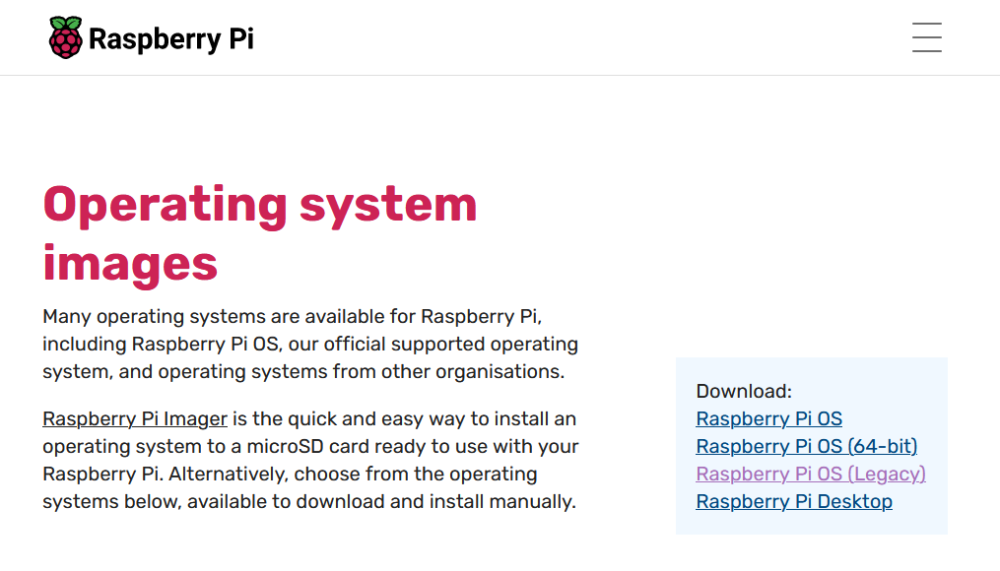 Raspberry Pi
Operating system
images
Many operating systems are available for Raspberry Pi,
including Raspberry Pi OS, our official supported operating
system, and operating systems from other organisations.
Raspberry Pi Imager is the quick and easy way to install an
operating system to a microSD card ready to use with your
Raspberry Pi. Alternatively, choose from the operating
systems below, available to download and install manually.
Download:
Raspberry Pi OS
Raspberry Pi OS (64-bit)
Raspberry Pi OS (Legacy)
Raspberry Pi Desktop